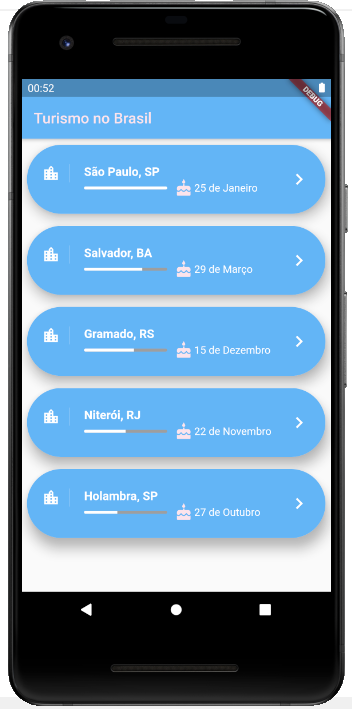 00:52
DEBUG
Turismo no Brasil
São Paulo, SP
25 de Janeiro
Salvador, BA
29 de Março
Gramado, RS
15 de Dezembro
Niterói, RJ
22 de Novembro
Holambra, SP
27 de Outubro